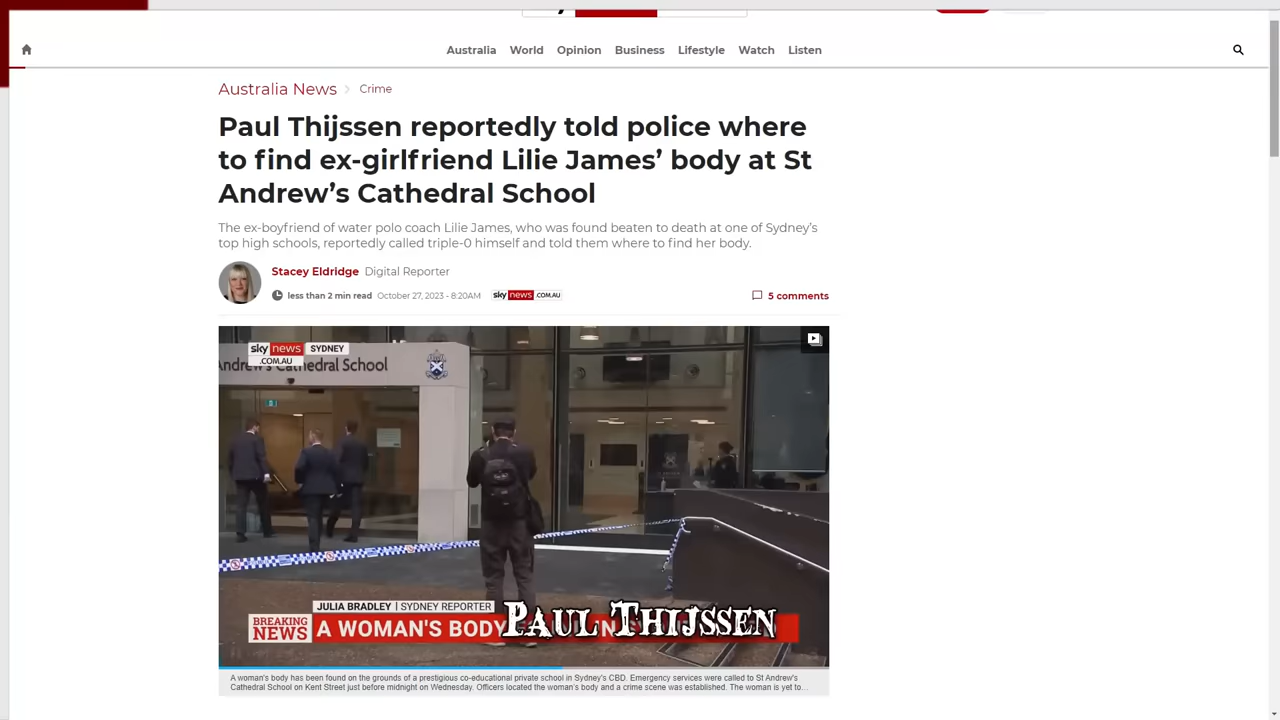 Australia World Opinion Business Lifestyle Watch Listen
Australia News > Crime
Paul Thijssen reportedly told police where
to find ex-girlfriend Lilie James' body at St
Andrew's Cathedral School
The ex-boyfriend of water polo coach Lilie James, who was found beaten to death at one of Sydney's
top high schools, reportedly called triple-0 himself and told them where to find her body.
Stacey Eldridge Digital Reporter
less than 2 min read October 27, 2023 - 8:20AM sky news .COM.AU
5 comments
sky news SYDNEY
.COM.AU
Andrew's Cathedral School
JULIA BRADLEY | SYDNEY REPORTER
BREAKING
NEWS
A WOMAN'S BODY
PAUL THIJSSEN
A woman's body has been found on the grounds of a prestigious co-educational private school in Sydney's CBD. Emergency services were called to St Andrew's
Cathedral School on Kent Street just before midnight on Wednesday. Officers located the woman's body and a crime scene was established. The woman is yet to...